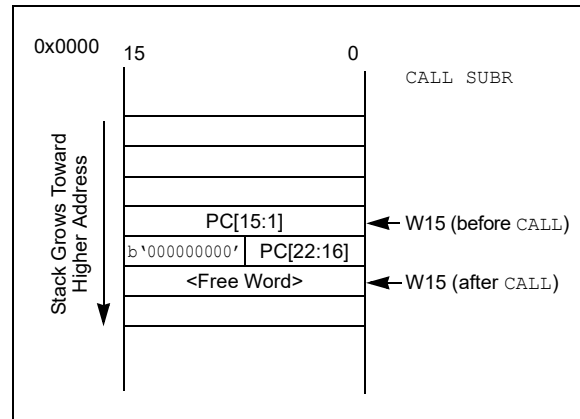 0x0000
15 0
CALL SUBR
Stack Grows Toward
Higher Address
PC[15:1]
W15 (before CALL)
b‘000000000’ PC[22:16]
<Free Word>
W15 (after CALL)